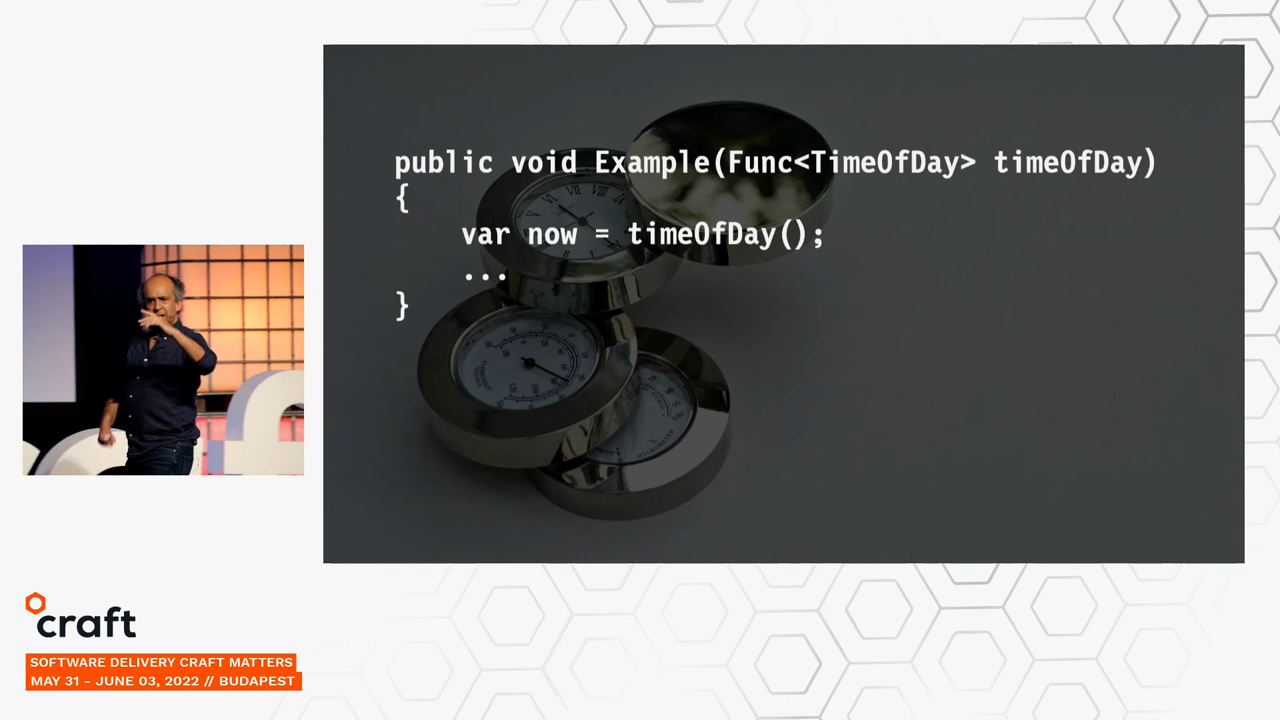 public void Example(Func<TimeOfDay> timeOfDay)
{
var now = timeOfDay();
...
}
craft
SOFTWARE DELIVERY CRAFT MATTERS
MAY 31 - JUNE 03, 2022 // BUDAPEST